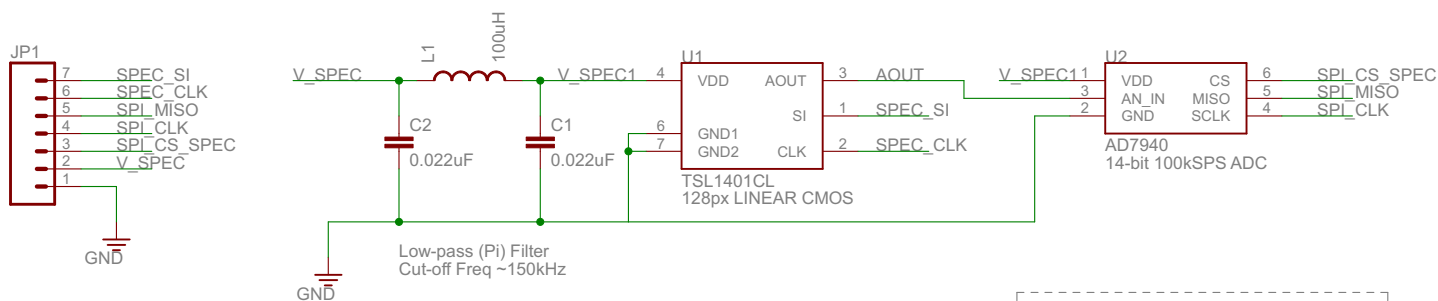 JP1
7 SPEC_SI
6 SPEC_CLK
5 SPI_MISO
4 SPI_CLK
3 SPI_CS_SPEC
2 V_SPEC
1
GND
V_SPEC
L1
100uH
C2
0.022uF
C1
0.022uF
GND
Low-pass (Pi) Filter
Cut-off Freq ~150kHz
U1
V_SPEC1 4 VDD AOUT 3 AOUT
SI 1 SPEC_SI
6 GND1
7 GND2 CLK 2 SPEC_CLK
TSL1401CL
128px LINEAR CMOS
U2
V_SPEC1 1 VDD CS 6 SPI_CS_SPEC
3 AN_IN MISO 5 SPI_MISO
2 GND SCLK 4 SPI_CLK
AD7940
14-bit 100kSPS ADC